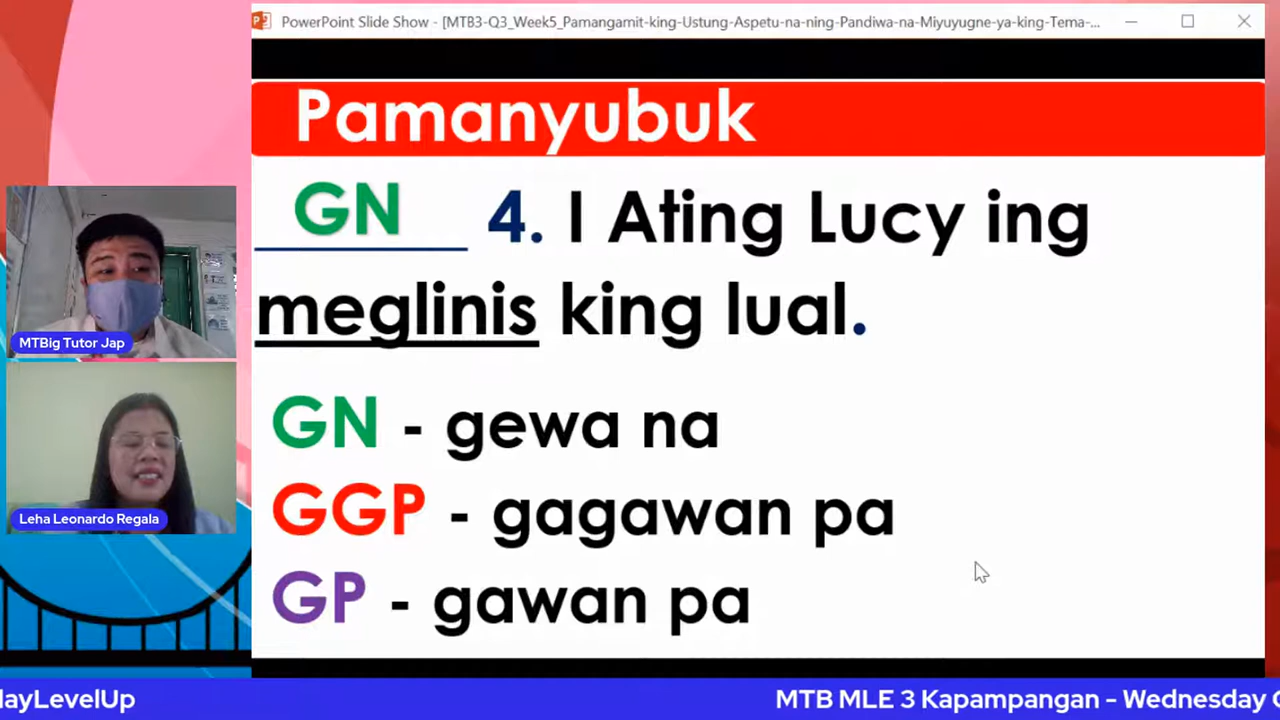 PowerPoint Slide Show - [MTB3-Q3_Week5_Pamangamit-king-Ustung-Aspetu-na-ning-Pandiwa-na-Miyuyugne-ya-king-Tema-...
Pamanyubuk
GN 4. I Ating Lucy ing
meglinis king lual.
GN - gewa na
GGP - gagawan pa
GP - gawan pa
MTBig Tutor Jap
Leha Leonardo Regala
layLevelUp
MTB MLE 3 Kapampangan - Wednesday